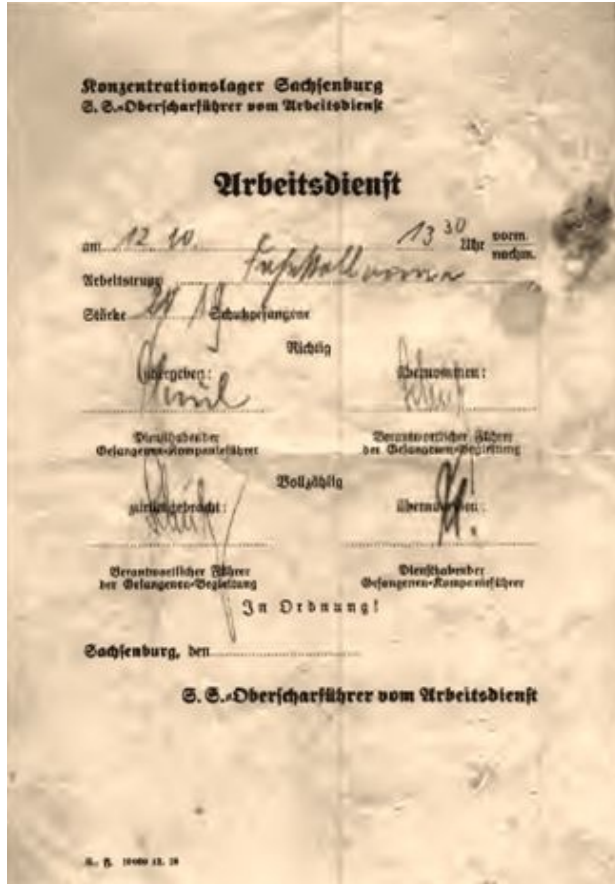 Konzentrationslager Sachsenburg
S. S.-Oberscharführer vom Arbeitsdienst
Arbeitsdienst
am 12. 10. 13 30 Uhr vorm.
nachm.
Arbeitstrupp
Stärke Schutzgefangene
Richtig
übergeben: übernommen:
Diensthabender Verantwortlicher Führer
Gefangenen-Kompanieführer der Gefangenen-Begleitung
Vollzählig
zurückgebracht: übernommen:
Verantwortlicher Führer Diensthabender
der Gefangenen-Begleitung Gefangenen-Kompanieführer
In Ordnung!
Sachsenburg, den
S. S.-Oberscharführer vom Arbeitsdienst